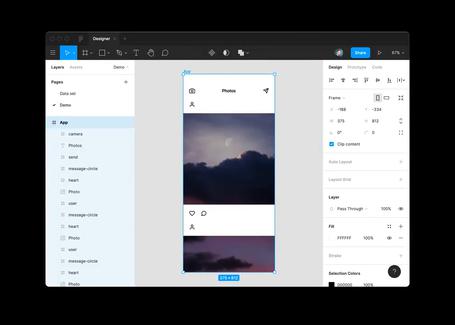 Designer
Share
67%
Layers
Assets
Demo
Design
Prototype
Code
Pages
Data set
Demo
App
camera
Photos
send
message-circle
heart
Photo
user
message-circle
heart
Photo
user
message-circle
heart
Photo
App
Photos
375 × 812
Frame
-188
-334
375
812
0°
0
Clip content
Auto Layout
Layout Grid
Layer
Pass Through
100%
Fill
FFFFFF
100%
Stroke
Selection Colors
000000
100%
?